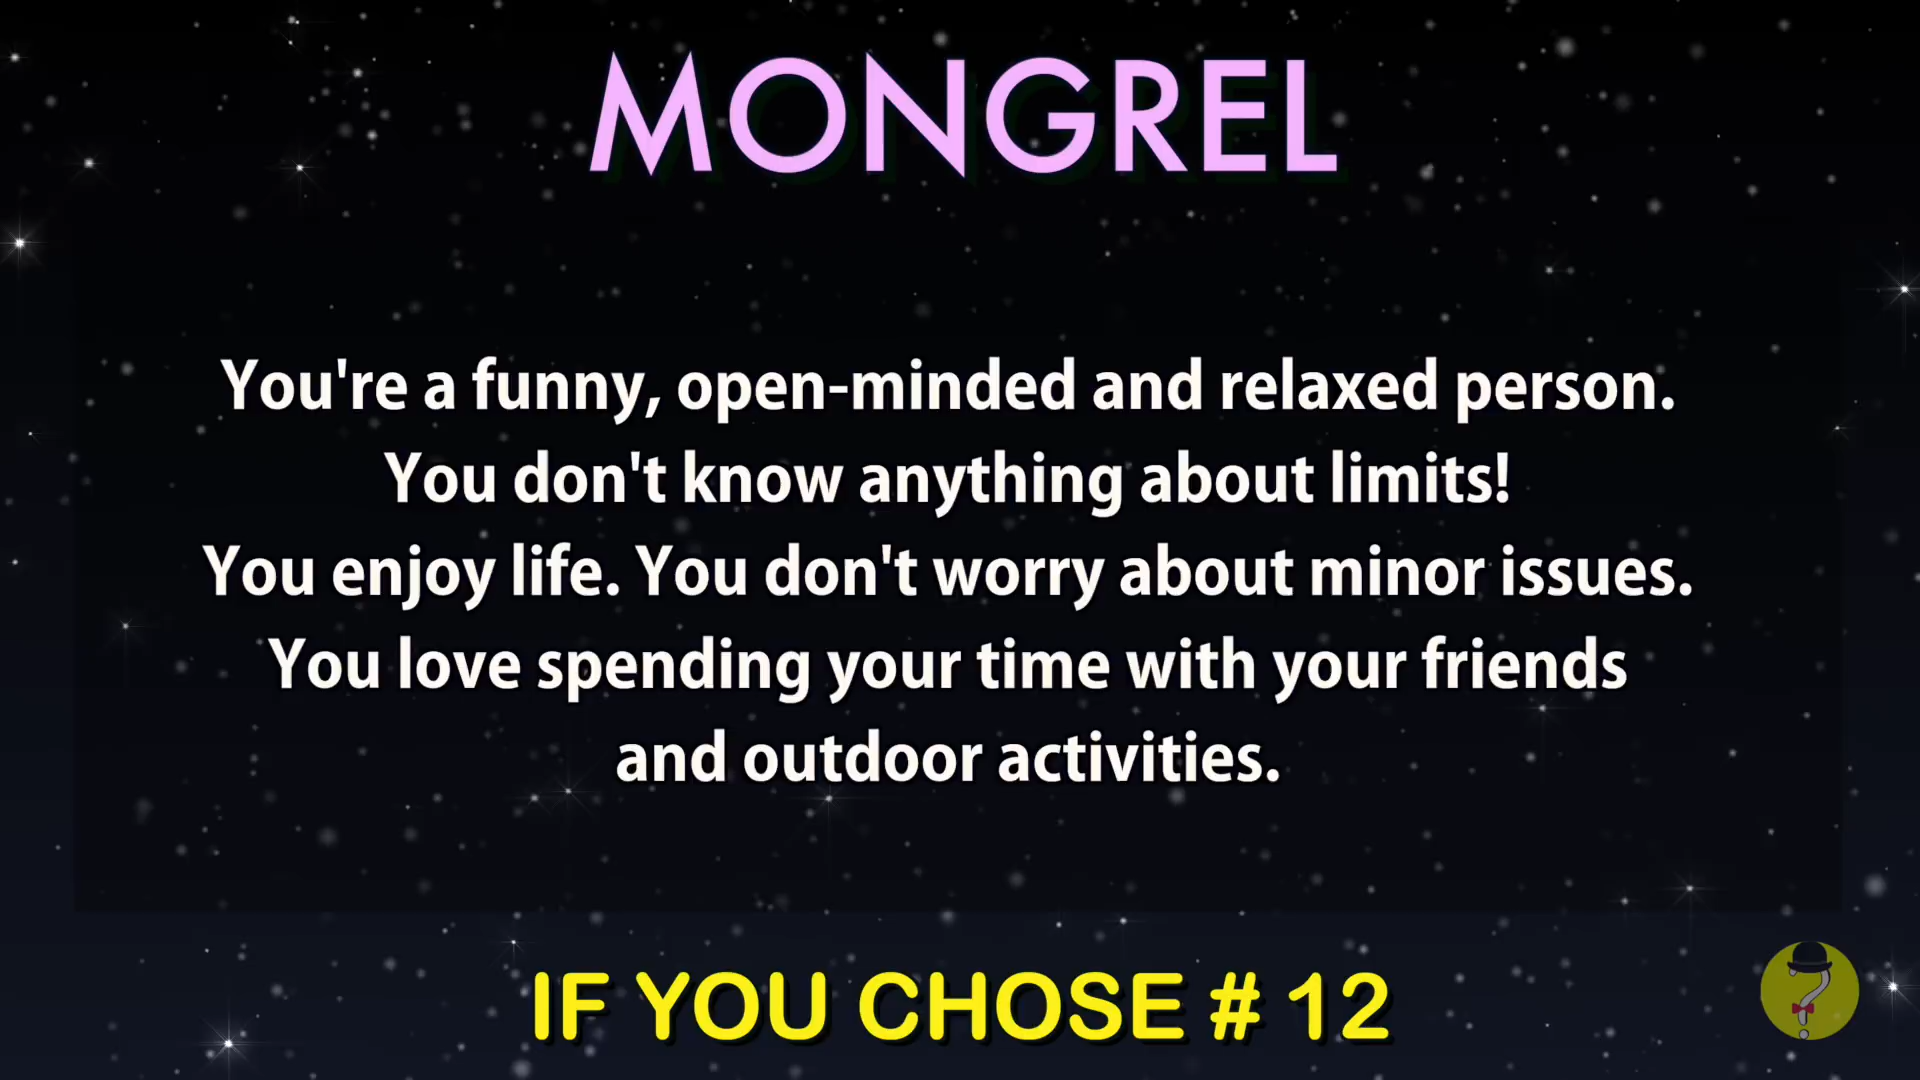 MONGREL
You're a funny, open-minded and relaxed person.
You don't know anything about limits!
You enjoy life. You don't worry about minor issues.
You love spending your time with your friends
and outdoor activities.
IF YOU CHOSE # 12